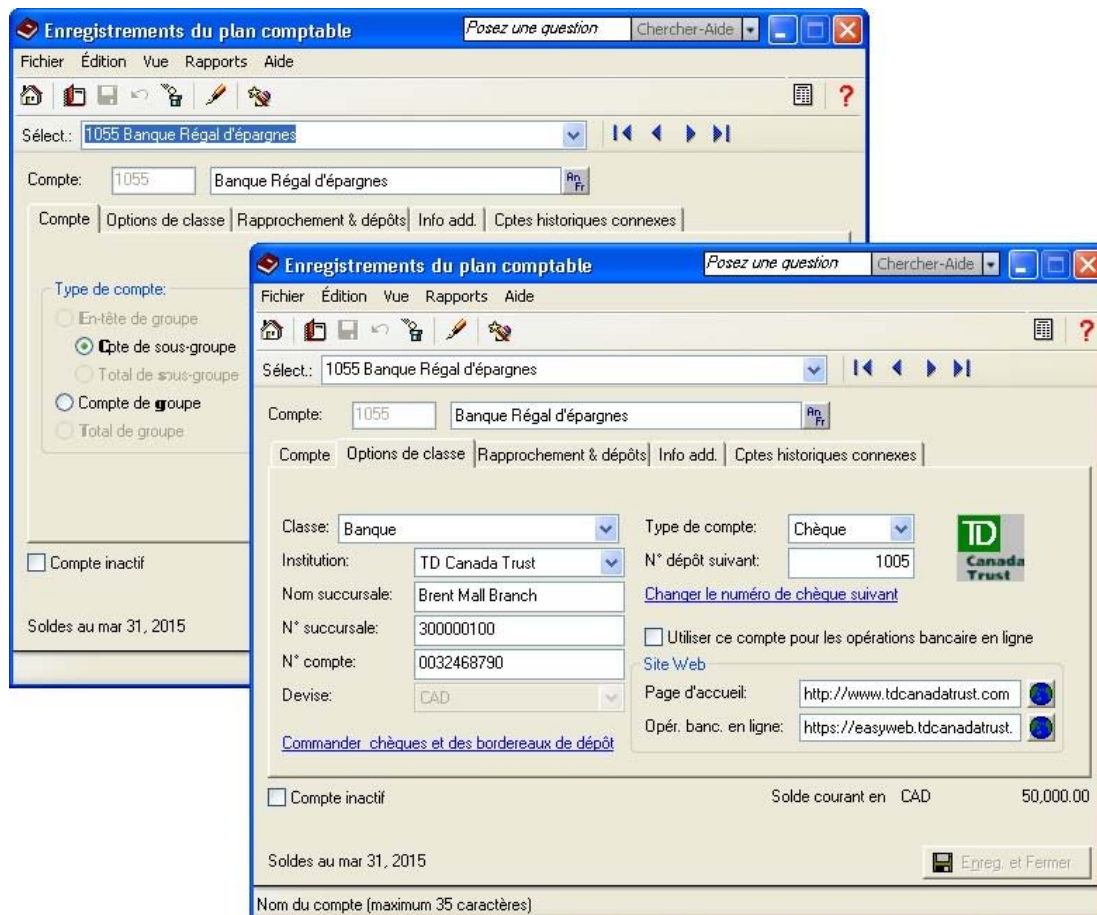 Enregistrements du plan comptable Posez une question Chercher-Aide
Fichier Édition Vue Rapports Aide
Sélect.: 1055 Banque Régal d'épargnes
Compte: 1055 Banque Régal d'épargnes An Fr
Compte Options de classe Rapprochement & dépôts Info add. Cptes historiques connexes
Type de compte:
En-tête de groupe
Cpte de sous-groupe
Total de sous-groupe
Compte de groupe
Total de groupe
Compte inactif
Soldes au mar 31, 2015
Enregistrements du plan comptable Posez une question Chercher-Aide
Fichier Édition Vue Rapports Aide
Sélect.: 1055 Banque Régal d'épargnes
Compte: 1055 Banque Régal d'épargnes An Fr
Compte Options de classe Rapprochement & dépôts Info add. Cptes historiques connexes
Classe: Banque Type de compte: Chèque
Institution: TD Canada Trust N° dépôt suivant: 1005
TD Canada Trust
Nom succursale: Brent Mall Branch Changer le numéro de chèque suivant
N° succursale: 300000100 Utiliser ce compte pour les opérations bancaire en ligne
N° compte: 0032468790 Site Web
Devise: CAD Page d'accueil: http://www.tdcanadatrust.com
Opér. banc. en ligne: https://easyweb.tdcanadatrust.
Commander chèques et des bordereaux de dépôt
Compte inactif Solde courant en CAD 50,000.00
Soldes au mar 31, 2015 Enreg. et Fermer
Nom du compte (maximum 35 caractères)